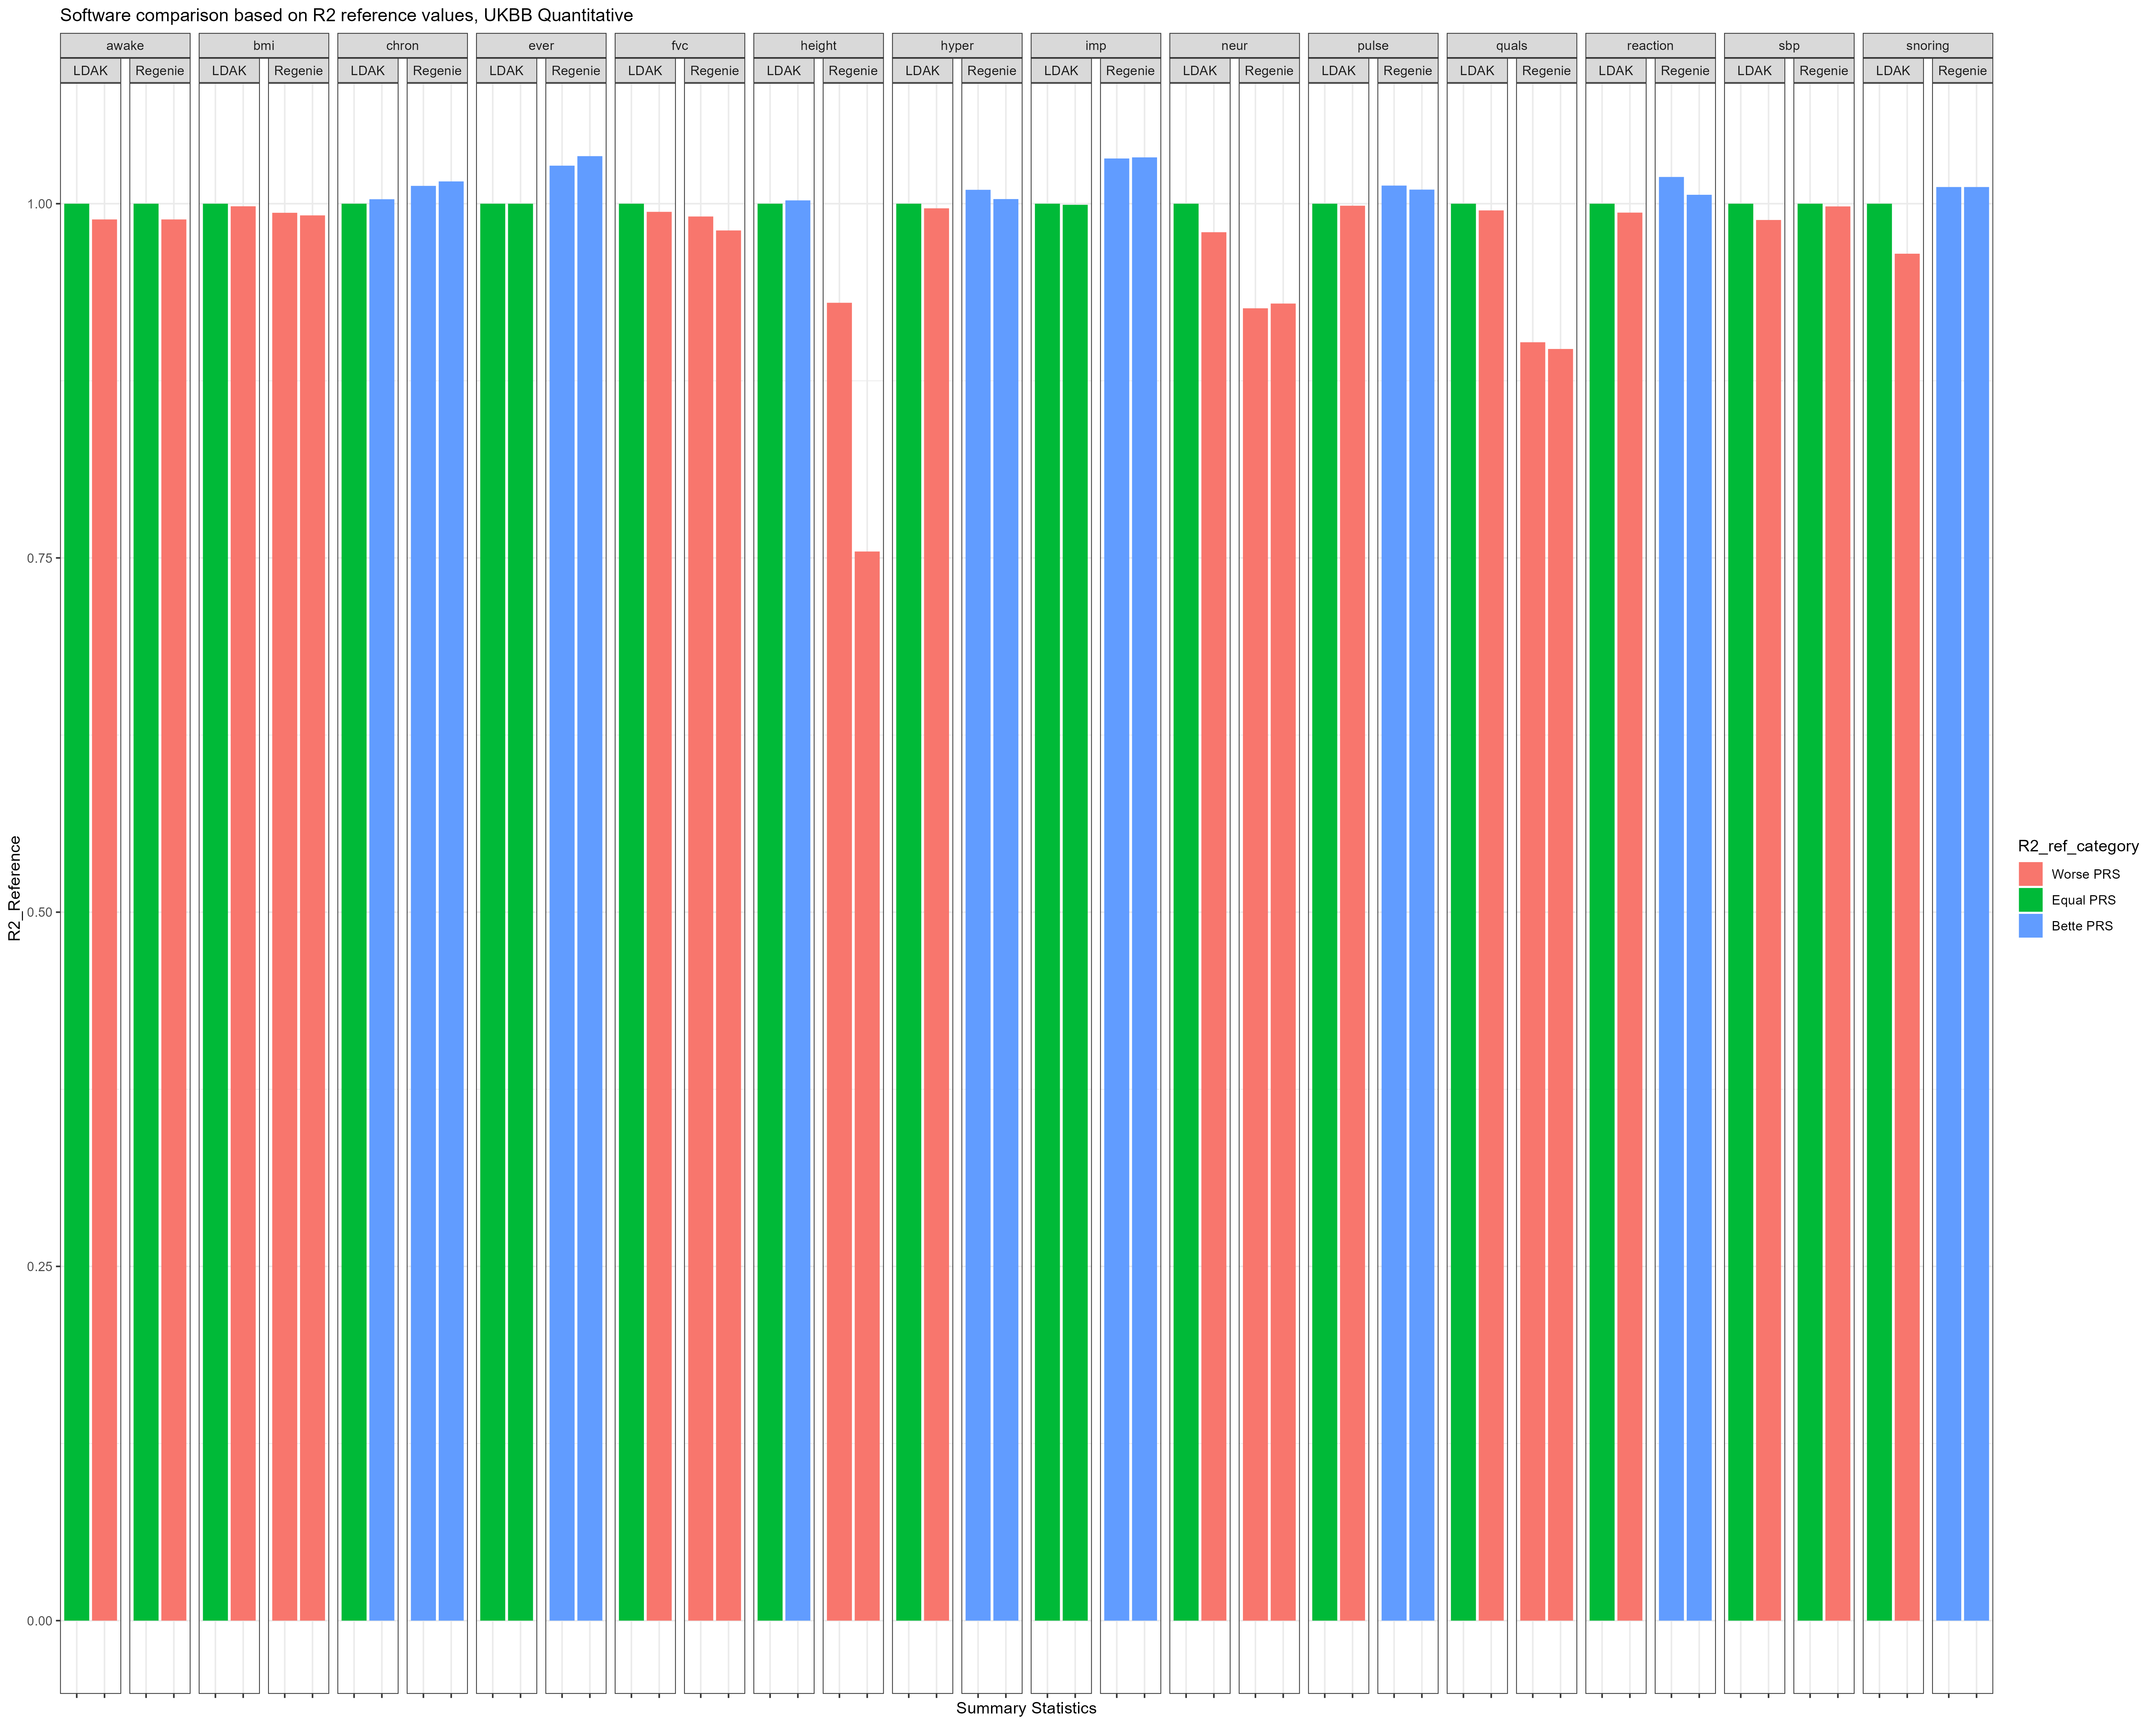 Software comparison based on R2 reference values, UKBB Quantitative
awake bmi chron ever fvc height hyper imp neur pulse quals reaction sbp snoring
LDAK Regenie LDAK Regenie LDAK Regenie LDAK Regenie LDAK Regenie LDAK Regenie LDAK Regenie LDAK Regenie LDAK Regenie LDAK Regenie LDAK Regenie LDAK Regenie LDAK Regenie LDAK Regenie
1.00
0.75
0.50
0.25
0.00
R2_Reference
Summary Statistics
R2_ref_category
Worse PRS
Equal PRS
Bette PRS